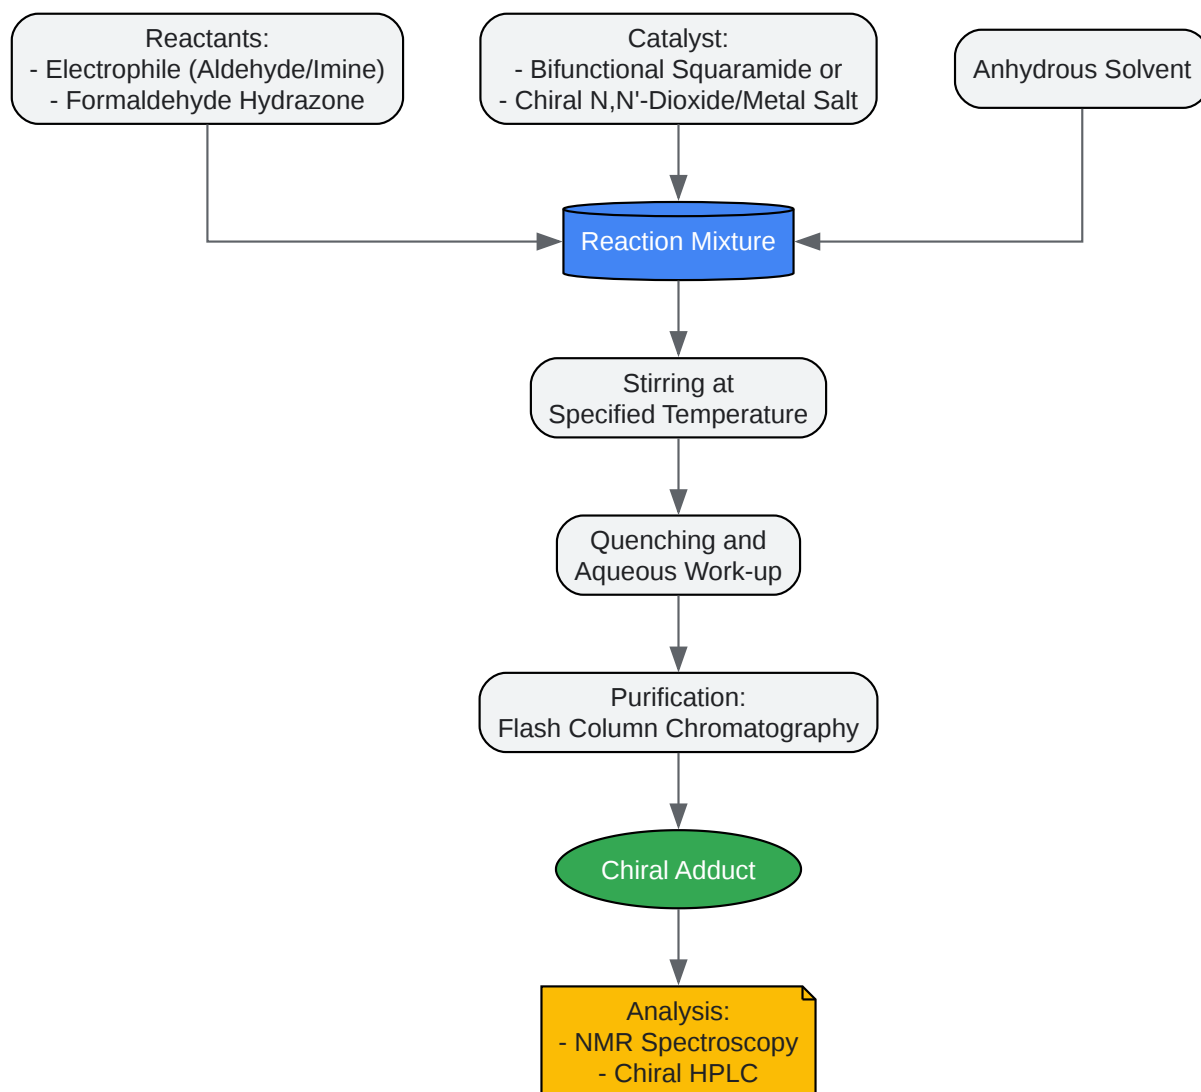 Reactants:
- Electrophile (Aldehyde/Imine)
- Formaldehyde Hydrazone
Catalyst:
- Bifunctional Squaramide or
- Chiral N,N'-Dioxide/Metal Salt
Anhydrous Solvent
Reaction Mixture
Stirring at
Specified Temperature
Quenching and
Aqueous Work-up
Purification:
Flash Column Chromatography
Chiral Adduct
Analysis:
- NMR Spectroscopy
- Chiral HPLC